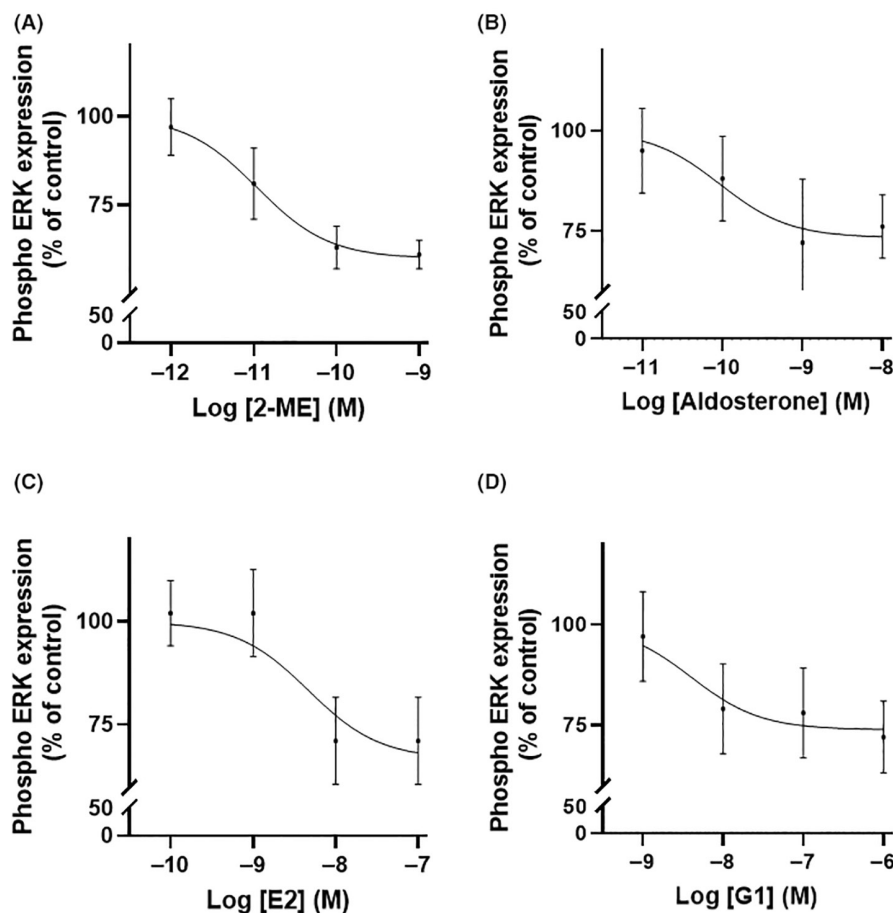 (A)
Phospho ERK expression
(% of control)
100
75
50
0
–12 –11 –10 –9
Log [2-ME] (M)
(B)
Phospho ERK expression
(% of control)
100
75
50
0
–11 –10 –9 –8
Log [Aldosterone] (M)
(C)
Phospho ERK expression
(% of control)
100
75
50
0
–10 –9 –8 –7
Log [E2] (M)
(D)
Phospho ERK expression
(% of control)
100
75
50
0
–9 –8 –7 –6
Log [G1] (M)